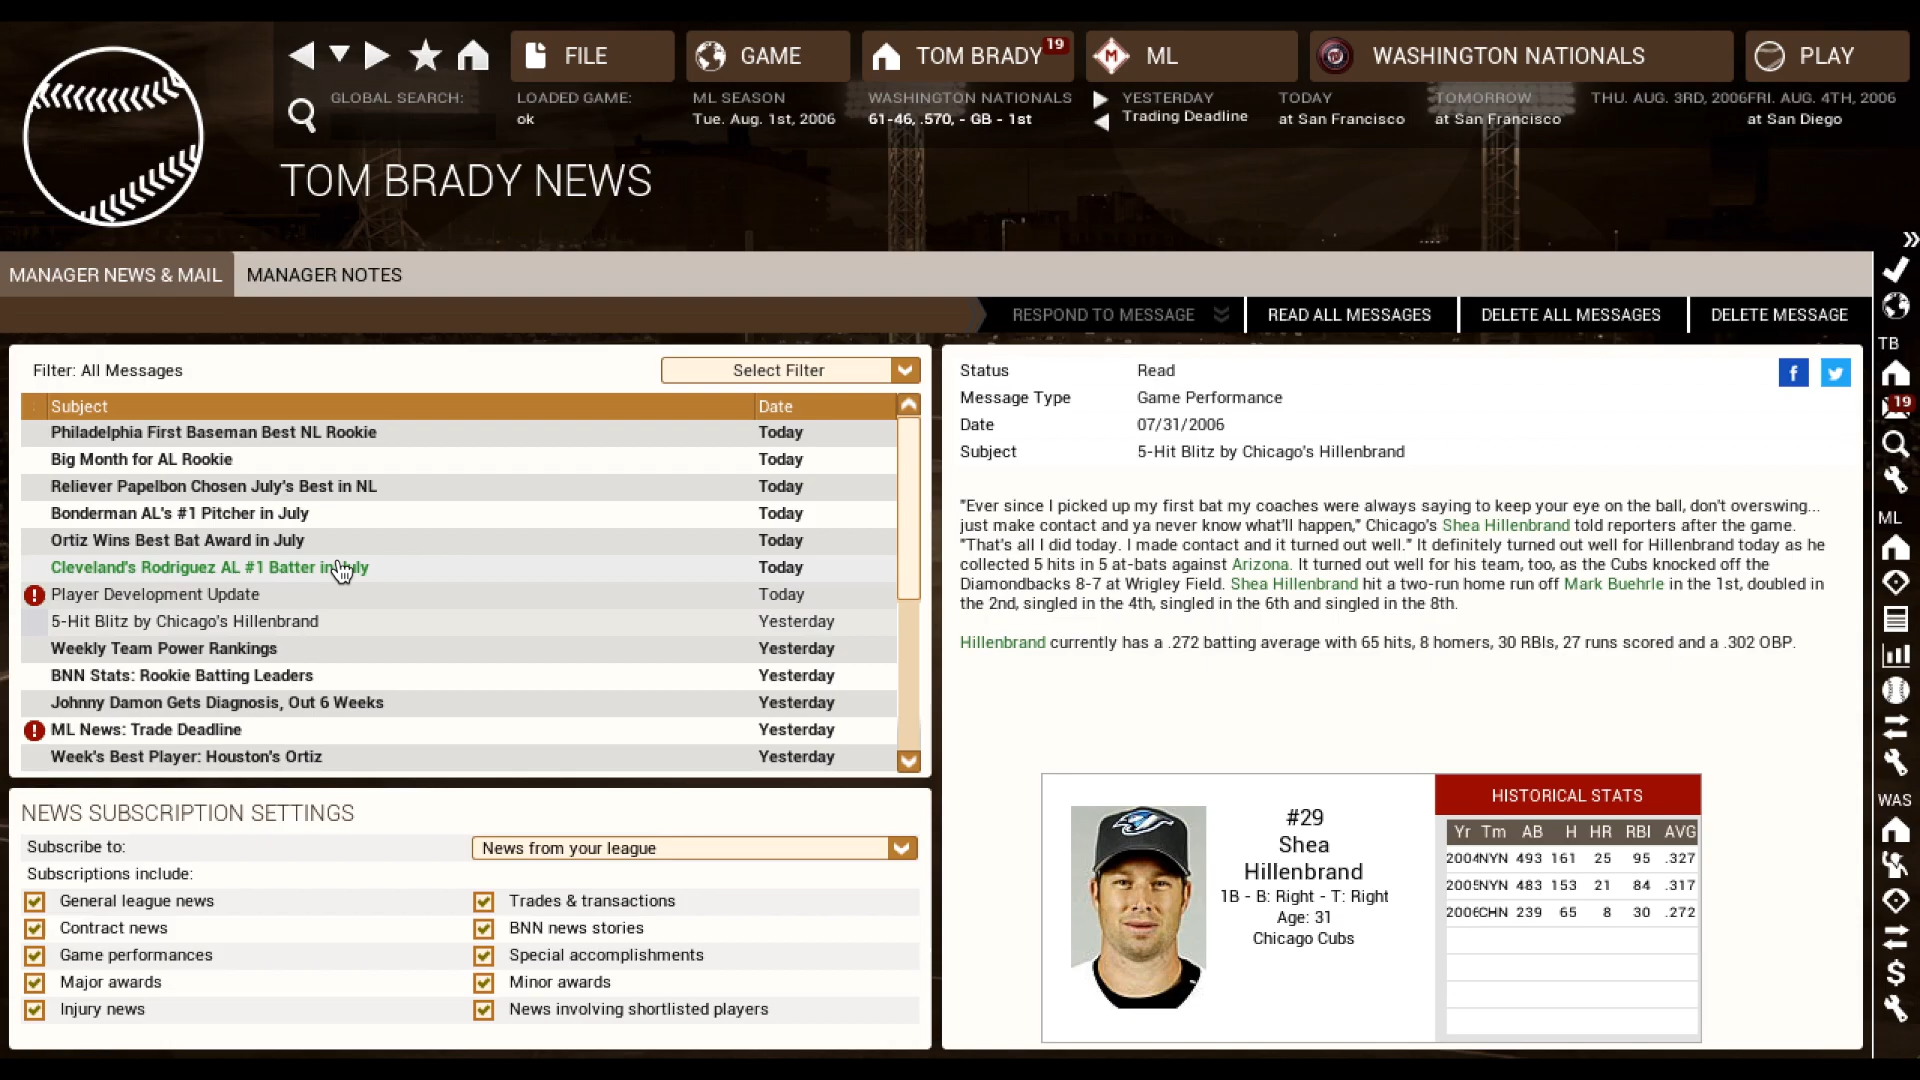 FILE
GAME
TOM BRADY 19
ML
WASHINGTON NATIONALS
PLAY
GLOBAL SEARCH:
LOADED GAME:
ok
ML SEASON
Tue. Aug. 1st, 2006
WASHINGTON NATIONALS
61-46, .570, - GB - 1st
YESTERDAY
Trading Deadline
TODAY
at San Francisco
TOMORROW
at San Francisco
THU. AUG. 3RD, 2006
FRI. AUG. 4TH, 2006
at San Diego
TOM BRADY NEWS
MANAGER NEWS & MAIL
MANAGER NOTES
RESPOND TO MESSAGE
READ ALL MESSAGES
DELETE ALL MESSAGES
DELETE MESSAGE
Filter: All Messages
Select Filter
Subject Date
Philadelphia First Baseman Best NL Rookie Today
Big Month for AL Rookie Today
Reliever Papelbon Chosen July's Best in NL Today
Bonderman AL's #1 Pitcher in July Today
Ortiz Wins Best Bat Award in July Today
Cleveland's Rodriguez AL #1 Batter in July Today
Player Development Update Today
5-Hit Blitz by Chicago's Hillenbrand Yesterday
Weekly Team Power Rankings Yesterday
BNN Stats: Rookie Batting Leaders Yesterday
Johnny Damon Gets Diagnosis, Out 6 Weeks Yesterday
ML News: Trade Deadline Yesterday
Week's Best Player: Houston's Ortiz Yesterday
NEWS SUBSCRIPTION SETTINGS
Subscribe to: News from your league
Subscriptions include:
General league news Trades & transactions
Contract news BNN news stories
Game performances Special accomplishments
Major awards Minor awards
Injury news News involving shortlisted players
Status Read
Message Type Game Performance
Date 07/31/2006
Subject 5-Hit Blitz by Chicago's Hillenbrand
"Ever since I picked up my first bat my coaches were always saying to keep your eye on the ball, don't overswing...
just make contact and ya never know what'll happen," Chicago's Shea Hillenbrand told reporters after the game.
"That's all I did today. I made contact and it turned out well." It definitely turned out well for Hillenbrand today as he
collected 5 hits in 5 at-bats against Arizona. It turned out well for his team, too, as the Cubs knocked off the
Diamondbacks 8-7 at Wrigley Field. Shea Hillenbrand hit a two-run home run off Mark Buehrle in the 1st, doubled in
the 2nd, singled in the 4th, singled in the 6th and singled in the 8th.
Hillenbrand currently has a .272 batting average with 65 hits, 8 homers, 30 RBIs, 27 runs scored and a .302 OBP.
#29
Shea
Hillenbrand
1B - B: Right - T: Right
Age: 31
Chicago Cubs
HISTORICAL STATS
Yr Tm AB H HR RBI AVG
2004 NYN 493 161 25 95 .327
2005 NYN 483 153 21 84 .317
2006 CHN 239 65 8 30 .272
TB
19
ML
WAS